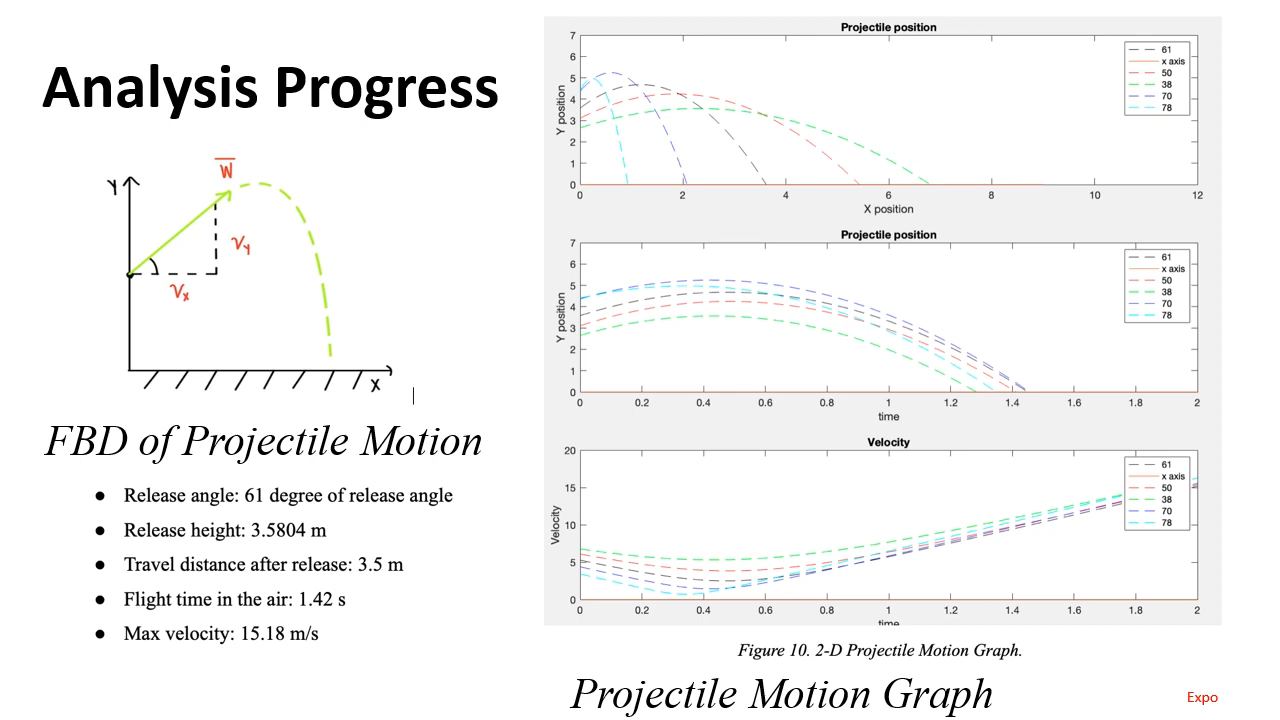 Analysis Progress
W
Y
VY
Vx
X
FBD of Projectile Motion
● Release angle: 61 degree of release angle
● Release height: 3.5804 m
● Travel distance after release: 3.5 m
● Flight time in the air: 1.42 s
● Max velocity: 15.18 m/s
Projectile position
7
6
5
4
3
2
1
0
Y position
0 2 4 6 8 10 12
X position
61
x axis
50
38
70
78
Projectile position
7
6
5
4
3
2
1
0
Y position
0 0.2 0.4 0.6 0.8 1 1.2 1.4 1.6 1.8 2
time
61
x axis
50
38
70
78
Velocity
20
15
10
5
0
Velocity
0 0.2 0.4 0.6 0.8 1 1.2 1.4 1.6 1.8 2
time
61
x axis
50
38
70
78
Figure 10. 2-D Projectile Motion Graph.
Projectile Motion Graph
Expo